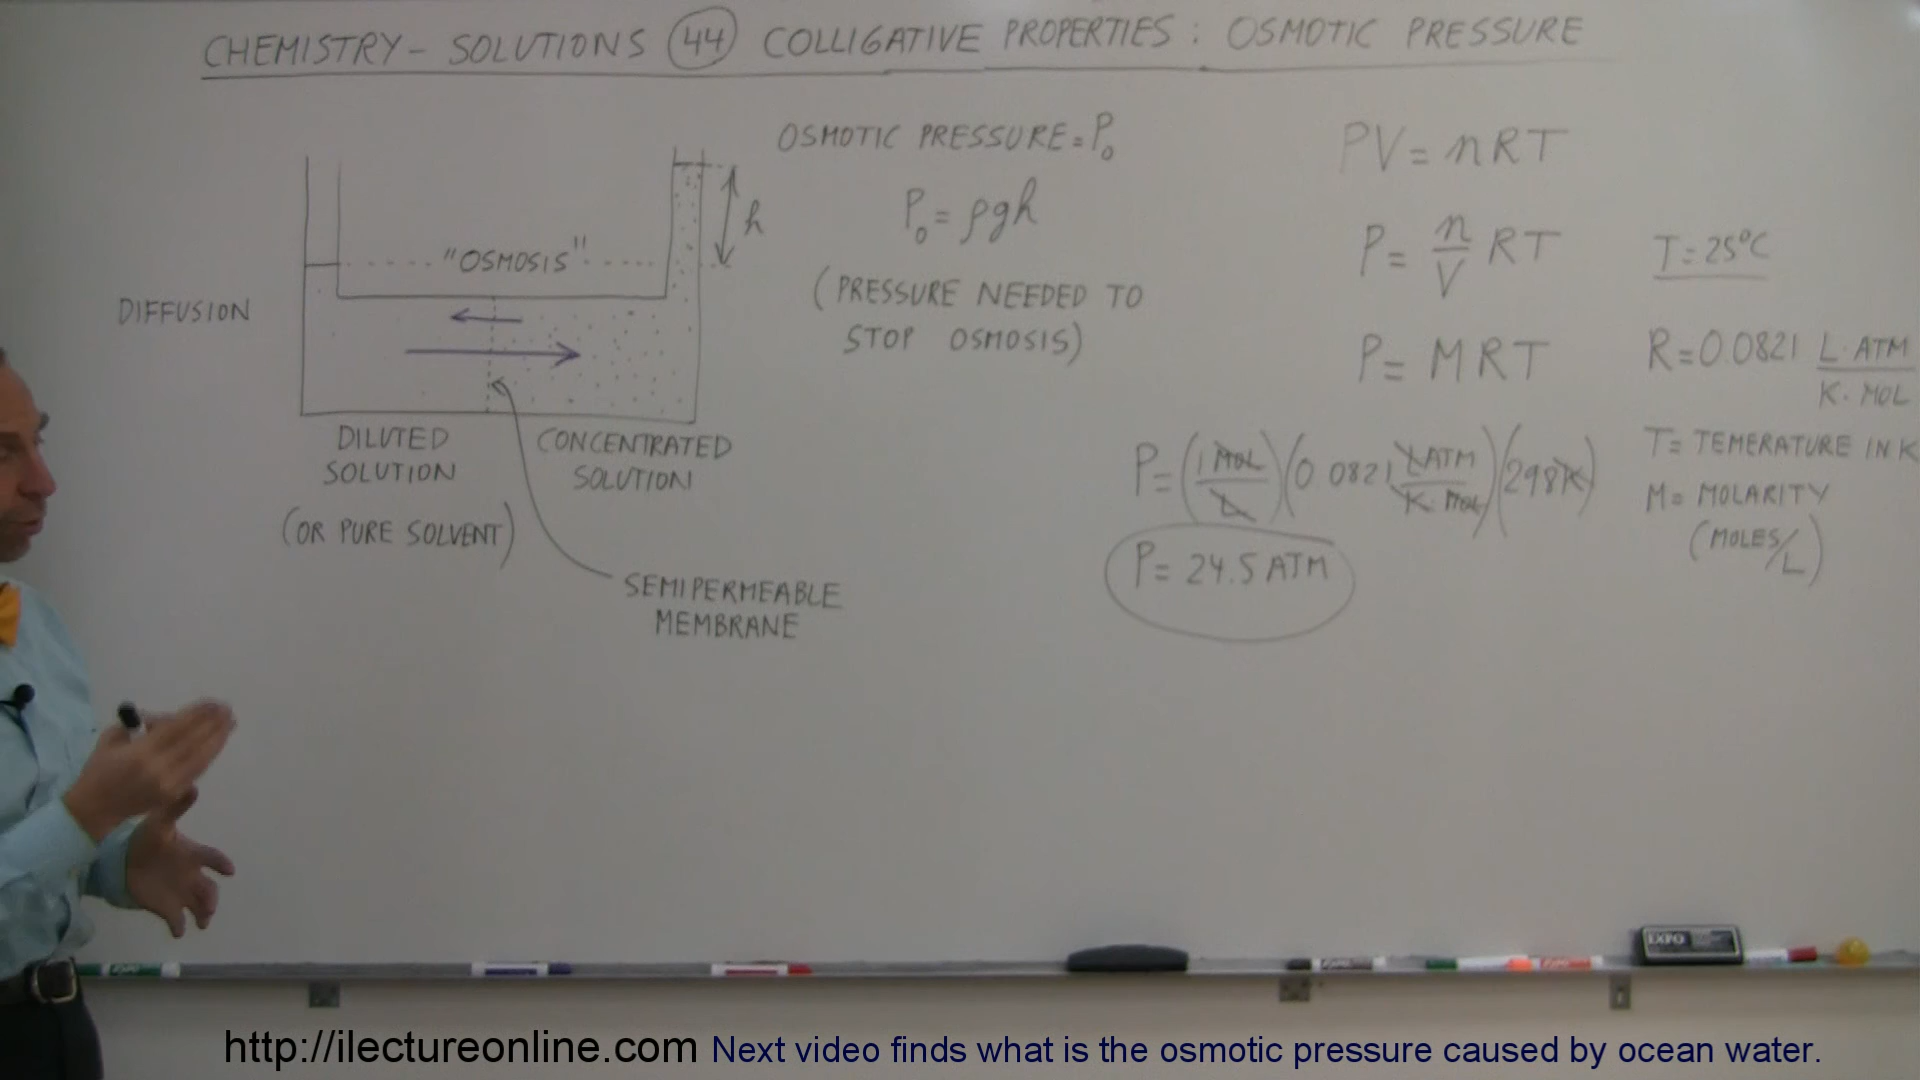 CHEMISTRY - SOLUTIONS 44 COLLIGATIVE PROPERTIES: OSMOTIC PRESSURE
DIFFUSION
"OSMOSIS"
h
DILUTED
SOLUTION
(OR PURE SOLVENT)
CONCENTRATED
SOLUTION
SEMIPERMEABLE
MEMBRANE
OSMOTIC PRESSURE = P₀
P₀ = ρgh
(PRESSURE NEEDED TO
STOP OSMOSIS)
PV = nRT
P = n/V RT
P = MRT
P = (1 MOL/L)(0.0821 L ATM/K· MOL)(298K)
P = 24.5 ATM
T = 25°C
R = 0.0821 L·ATM/K· MOL
T = TEMERATURE IN K
M = MOLARITY
(MOLES/L)
EXPO
http://ilectureonline.com Next video finds what is the osmotic pressure caused by ocean water.